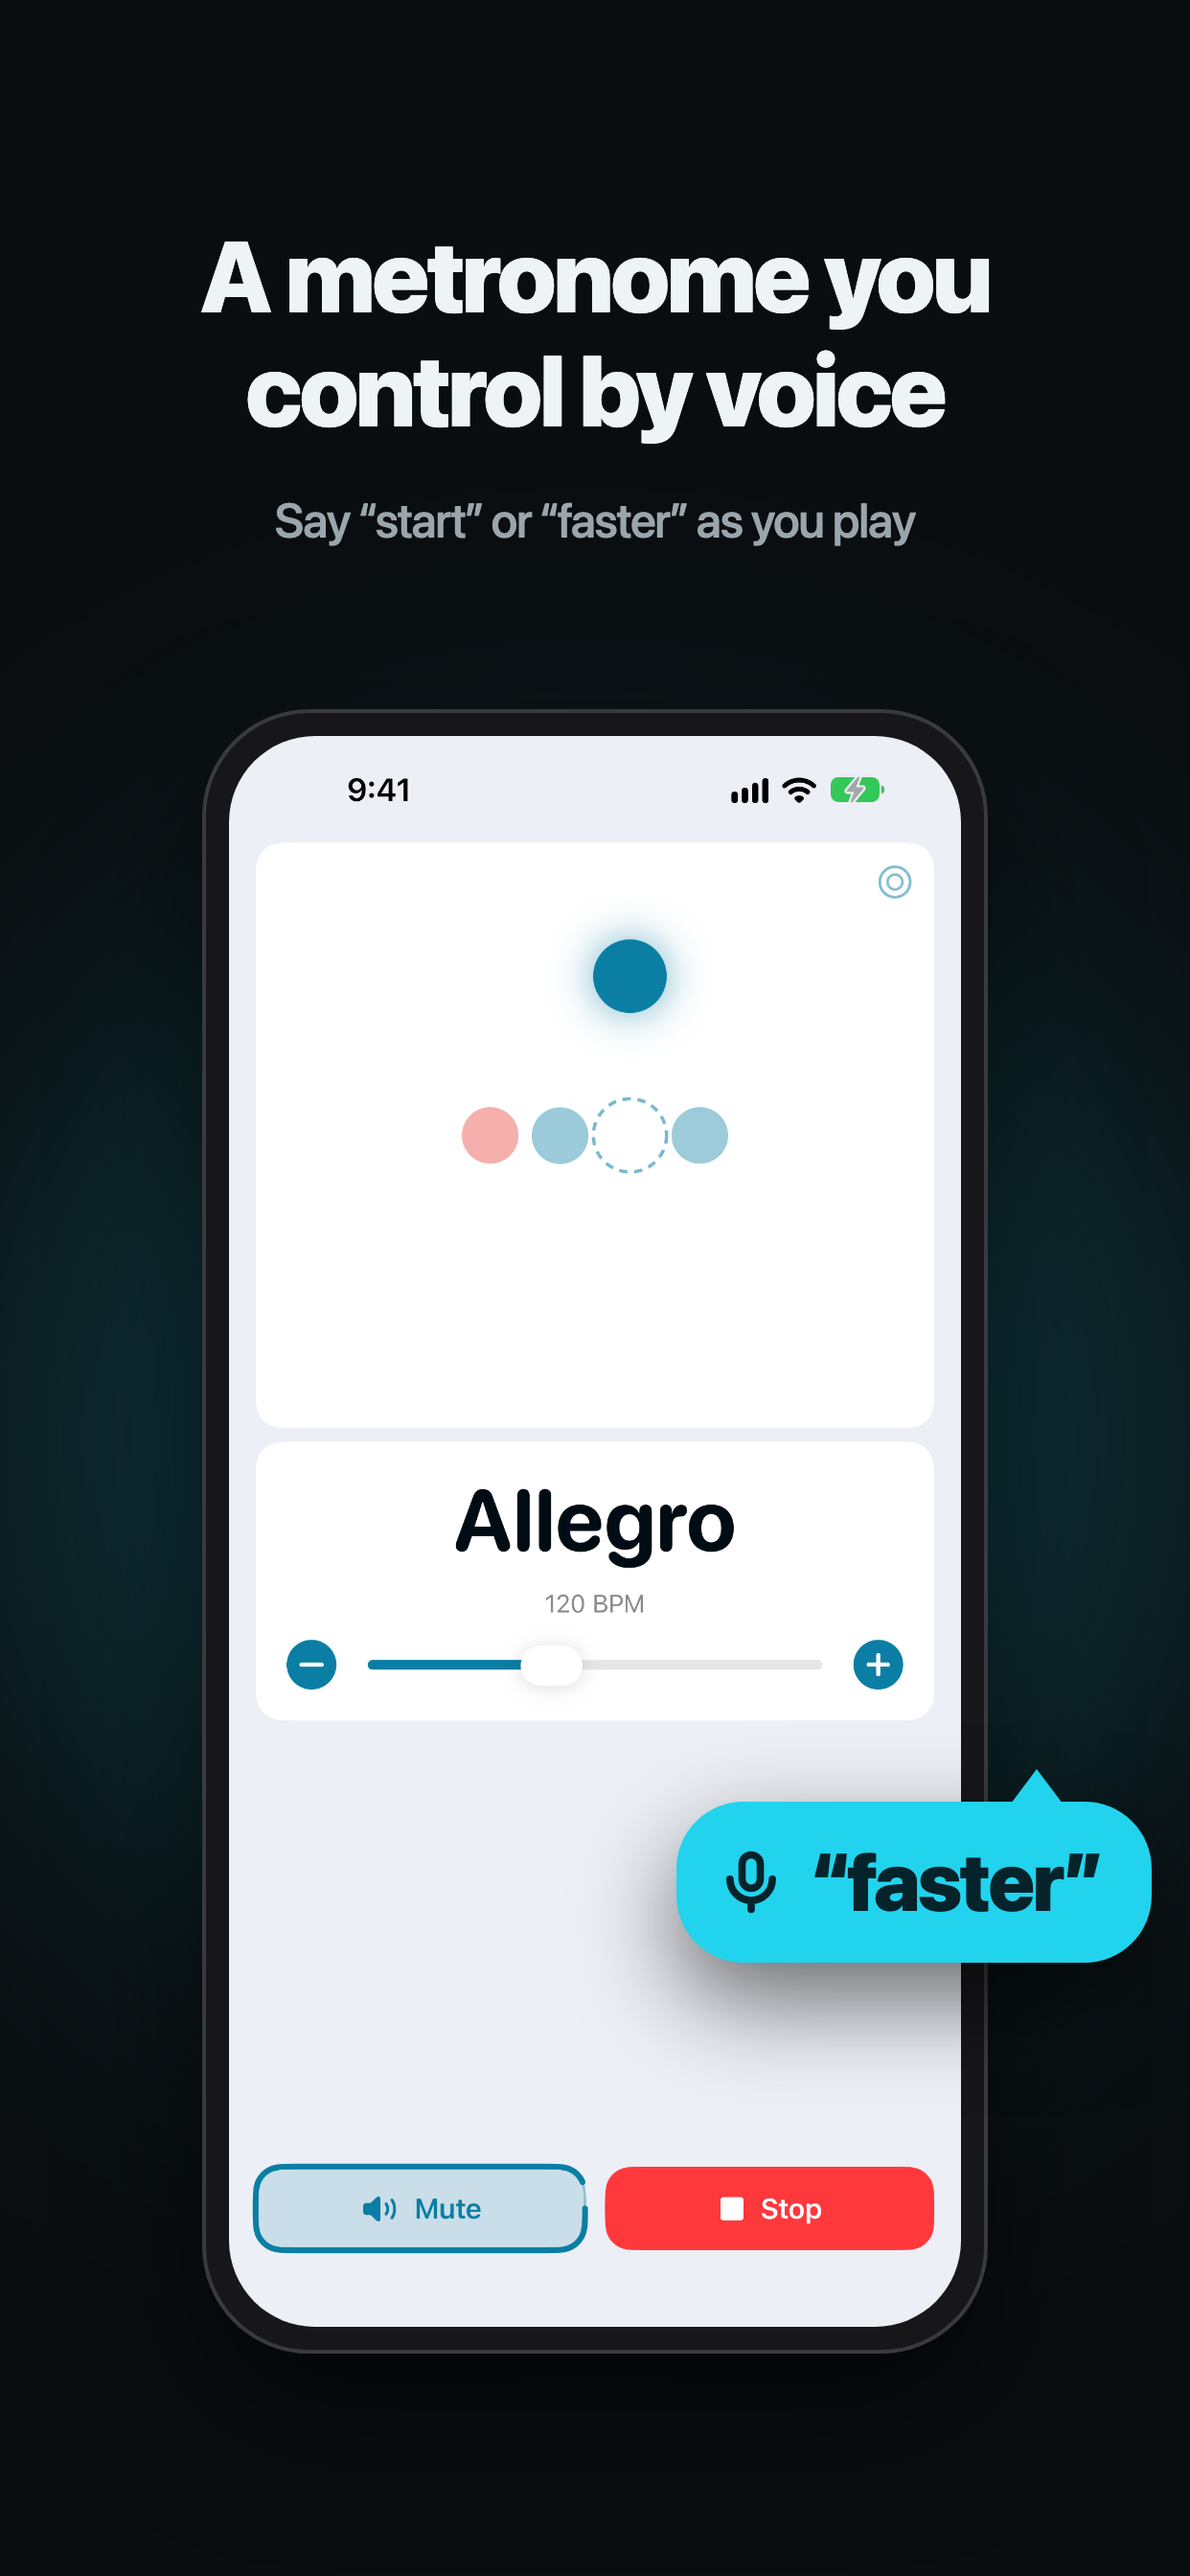 A metronome you
control by voice
Say “start” or “faster” as you play
9:41
Allegro
120 BPM
“faster”
Mute
Stop